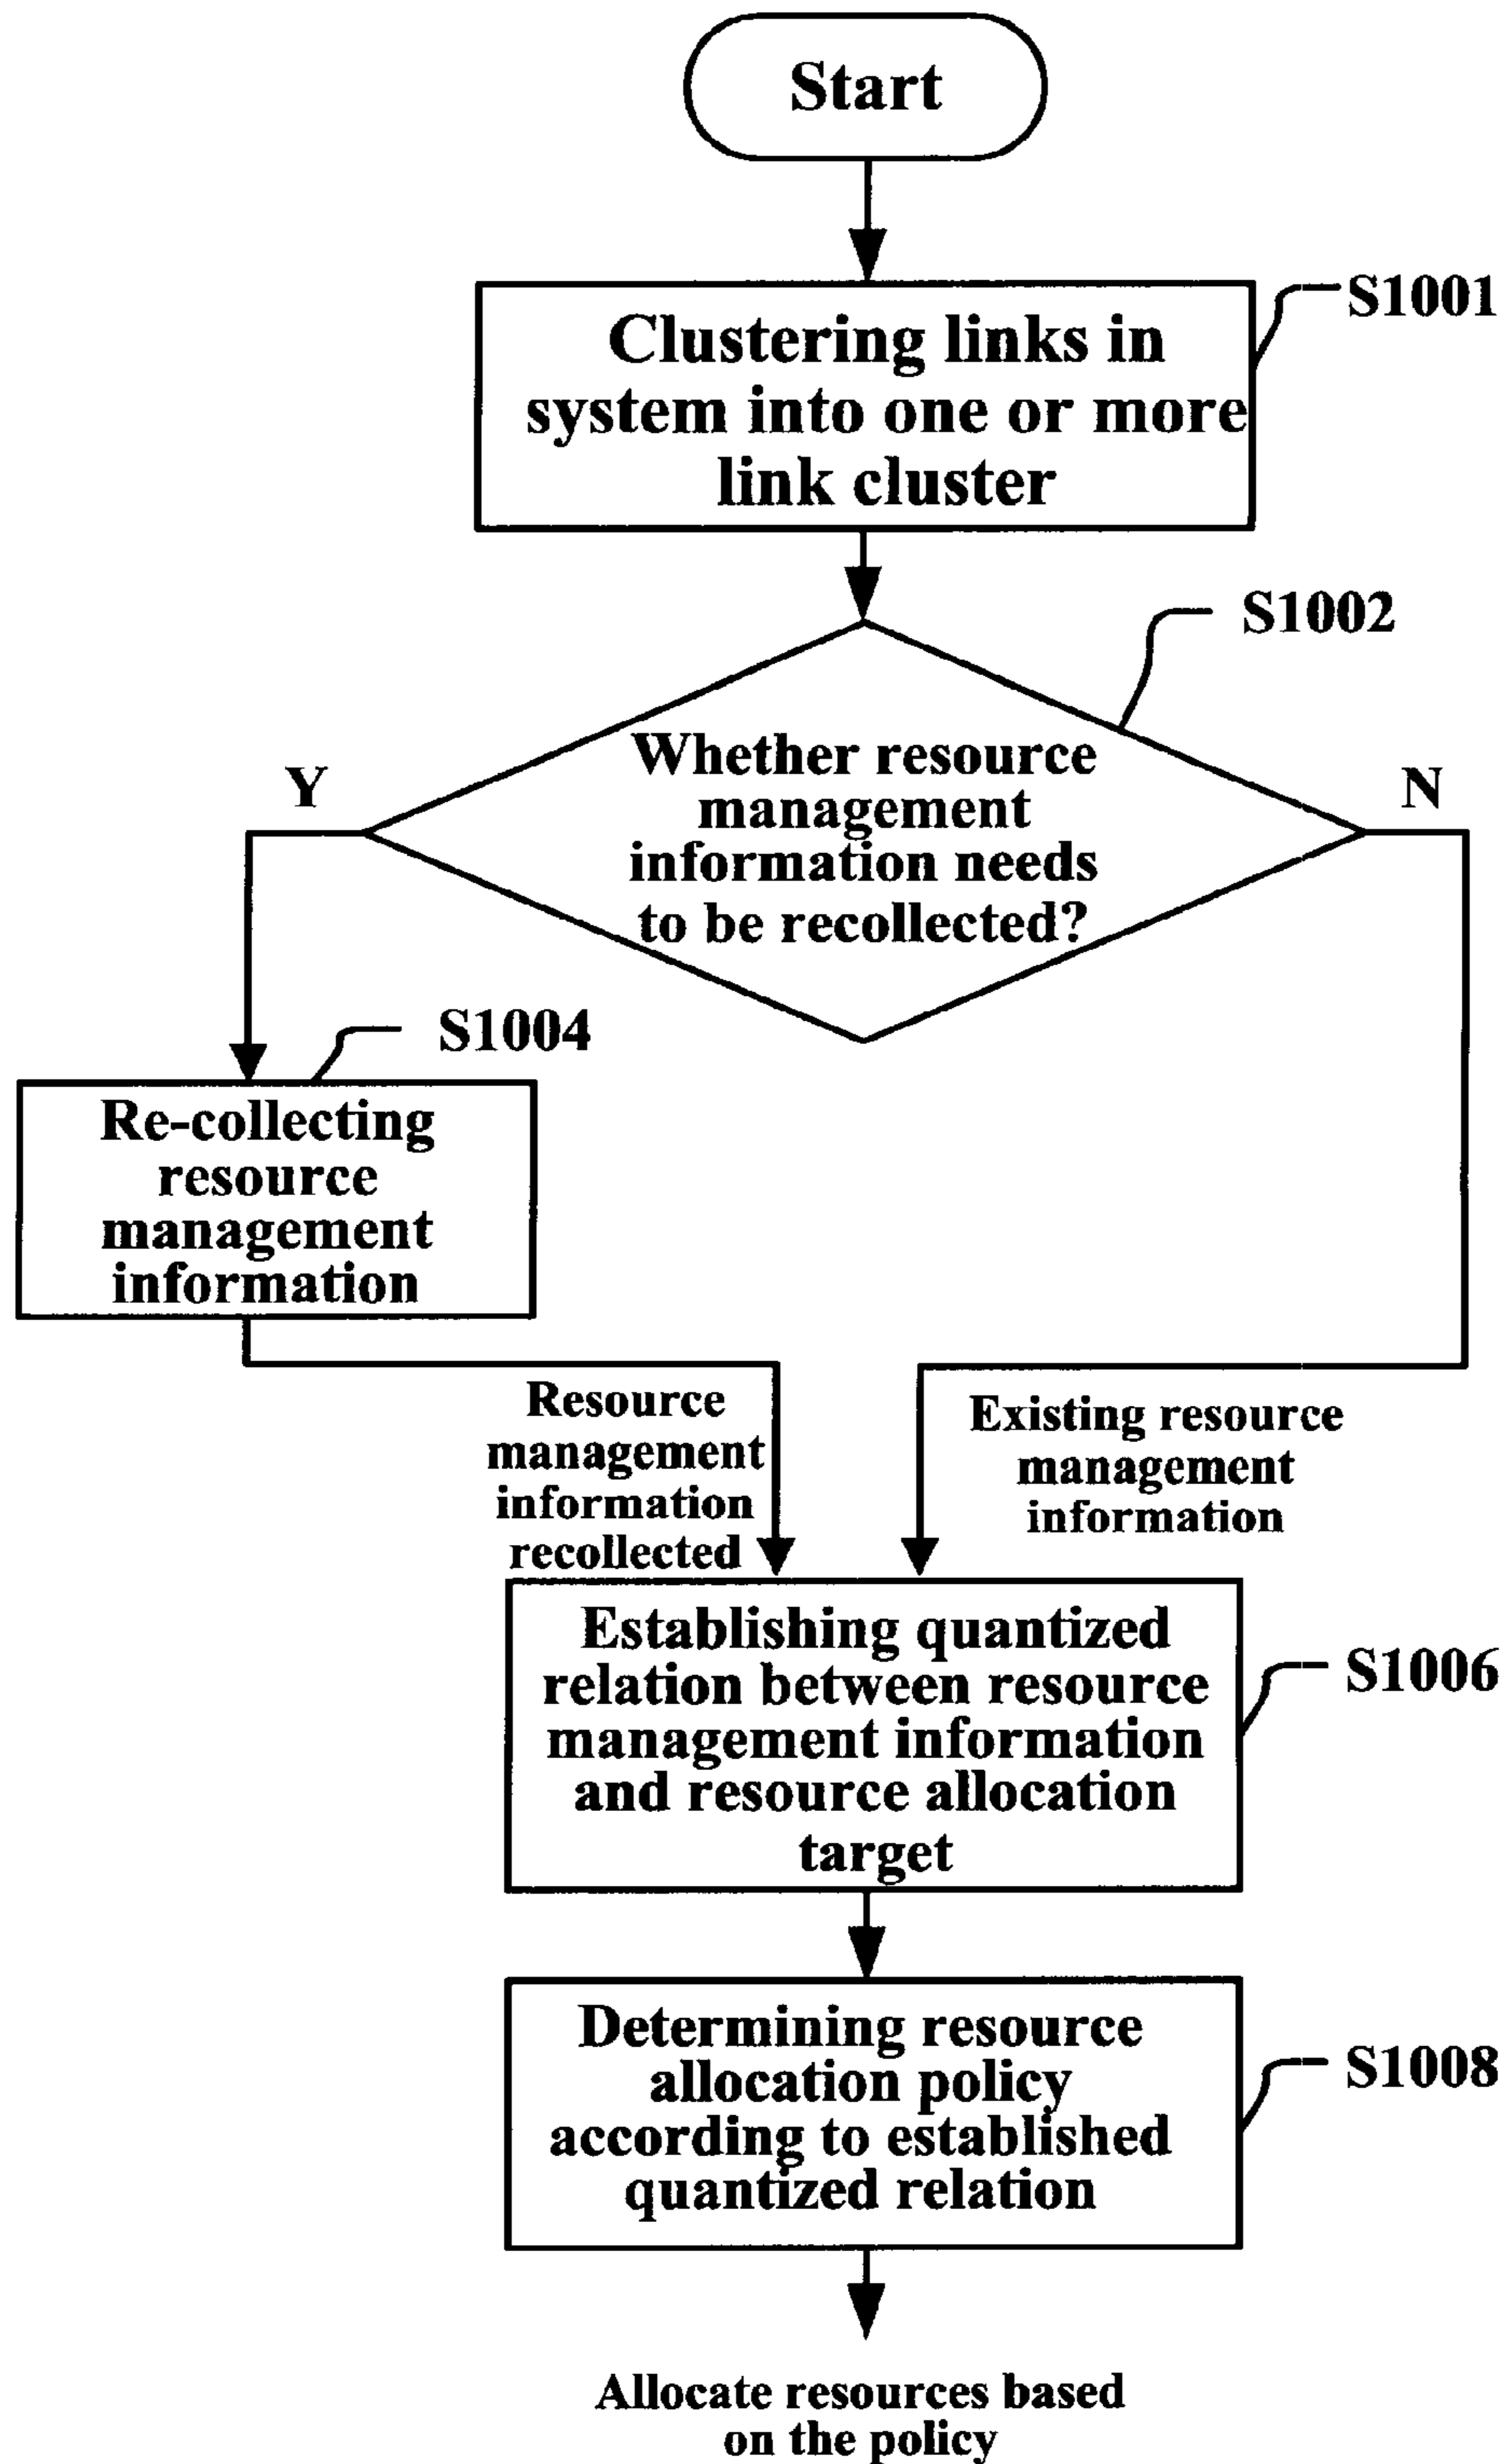 Start
S1001
Clustering links in
system into one or more
link cluster
S1002
Whether resource
management
information needs
to be recollected?
Y
N
S1004
Re-collecting
resource
management
information
Resource
management
information
recollected
Existing resource
management
information
Establishing quantized
relation between resource
management information
and resource allocation
target
S1006
Determining resource
allocation policy
according to established
quantized relation
S1008
Allocate resources based
on the policy